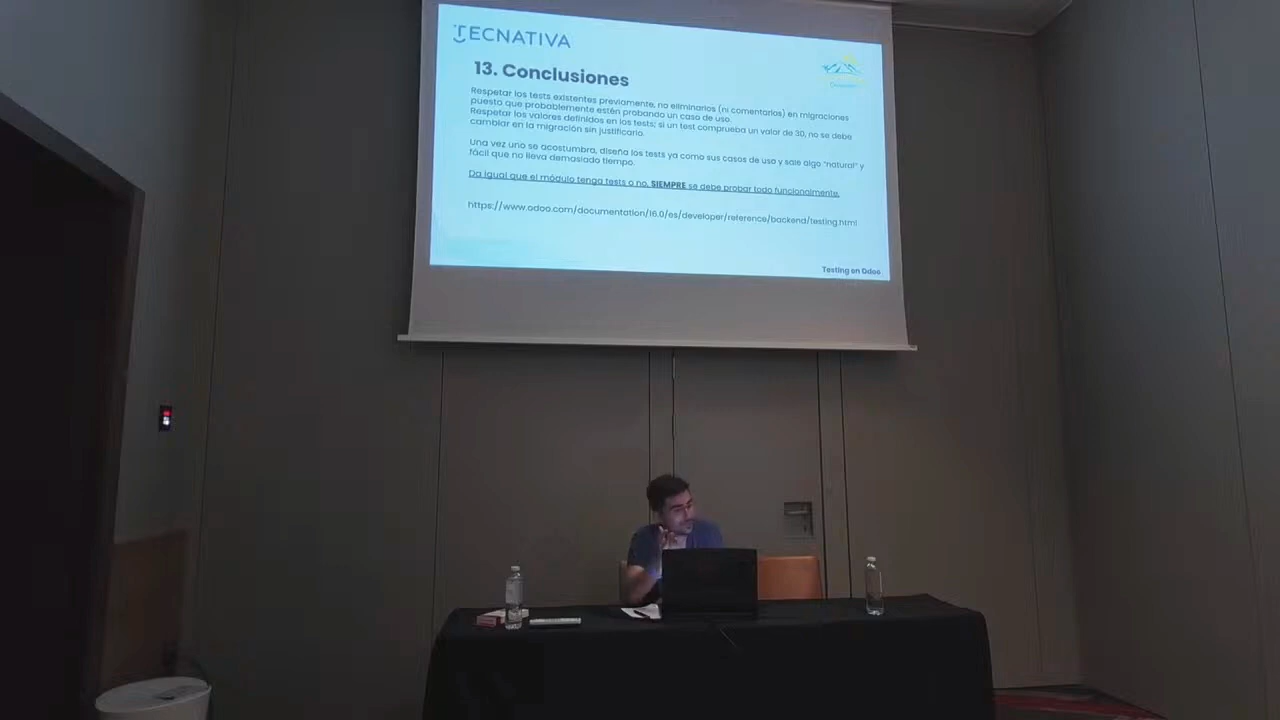 TECNATIVA
13. Conclusiones
Respetar los tests existentes previamente, no eliminarlos (ni comentarlos) en migraciones
puesto que probablemente estén probando un caso de uso.
Respetar los valores definidos en los tests; si un test comprueba un valor de 30, no se debe
cambiar en la migración sin justificarlo.
Una vez uno se acostumbra, diseña los tests ya como sus casos de uso y sale algo "natural" y
fácil que no lleva demasiado tiempo.
Da igual que el módulo tenga tests o no, SIEMPRE se debe probar todo funcionalmente.
https://www.odoo.com/documentation/16.0/es/developer/reference/backend/testing.html
Testing en Odoo